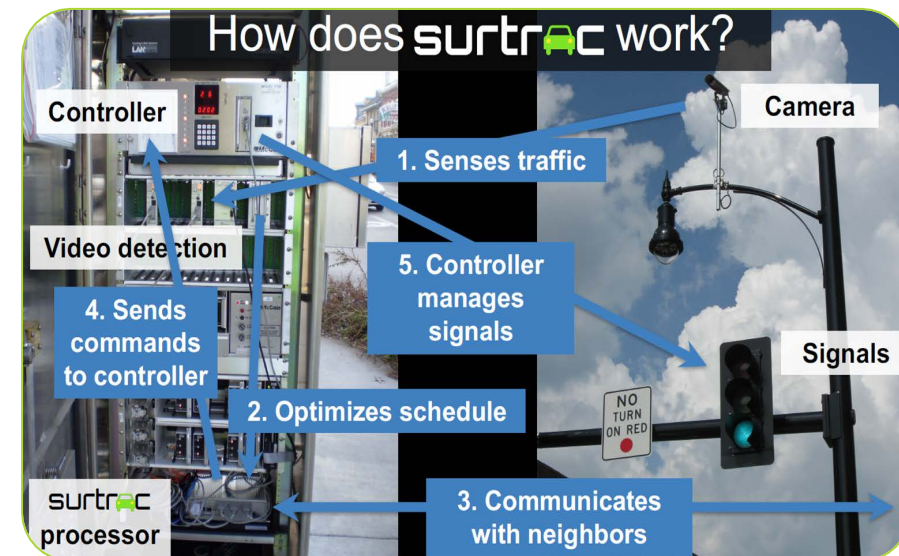 How does surtrac work?
Controller
Camera
1. Senses traffic
Video detection
5. Controller
manages
signals
4. Sends
commands
to controller
Signals
NO
TURN
ON RED
2. Optimizes schedule
surtrac
processor
3. Communicates
with neighbors